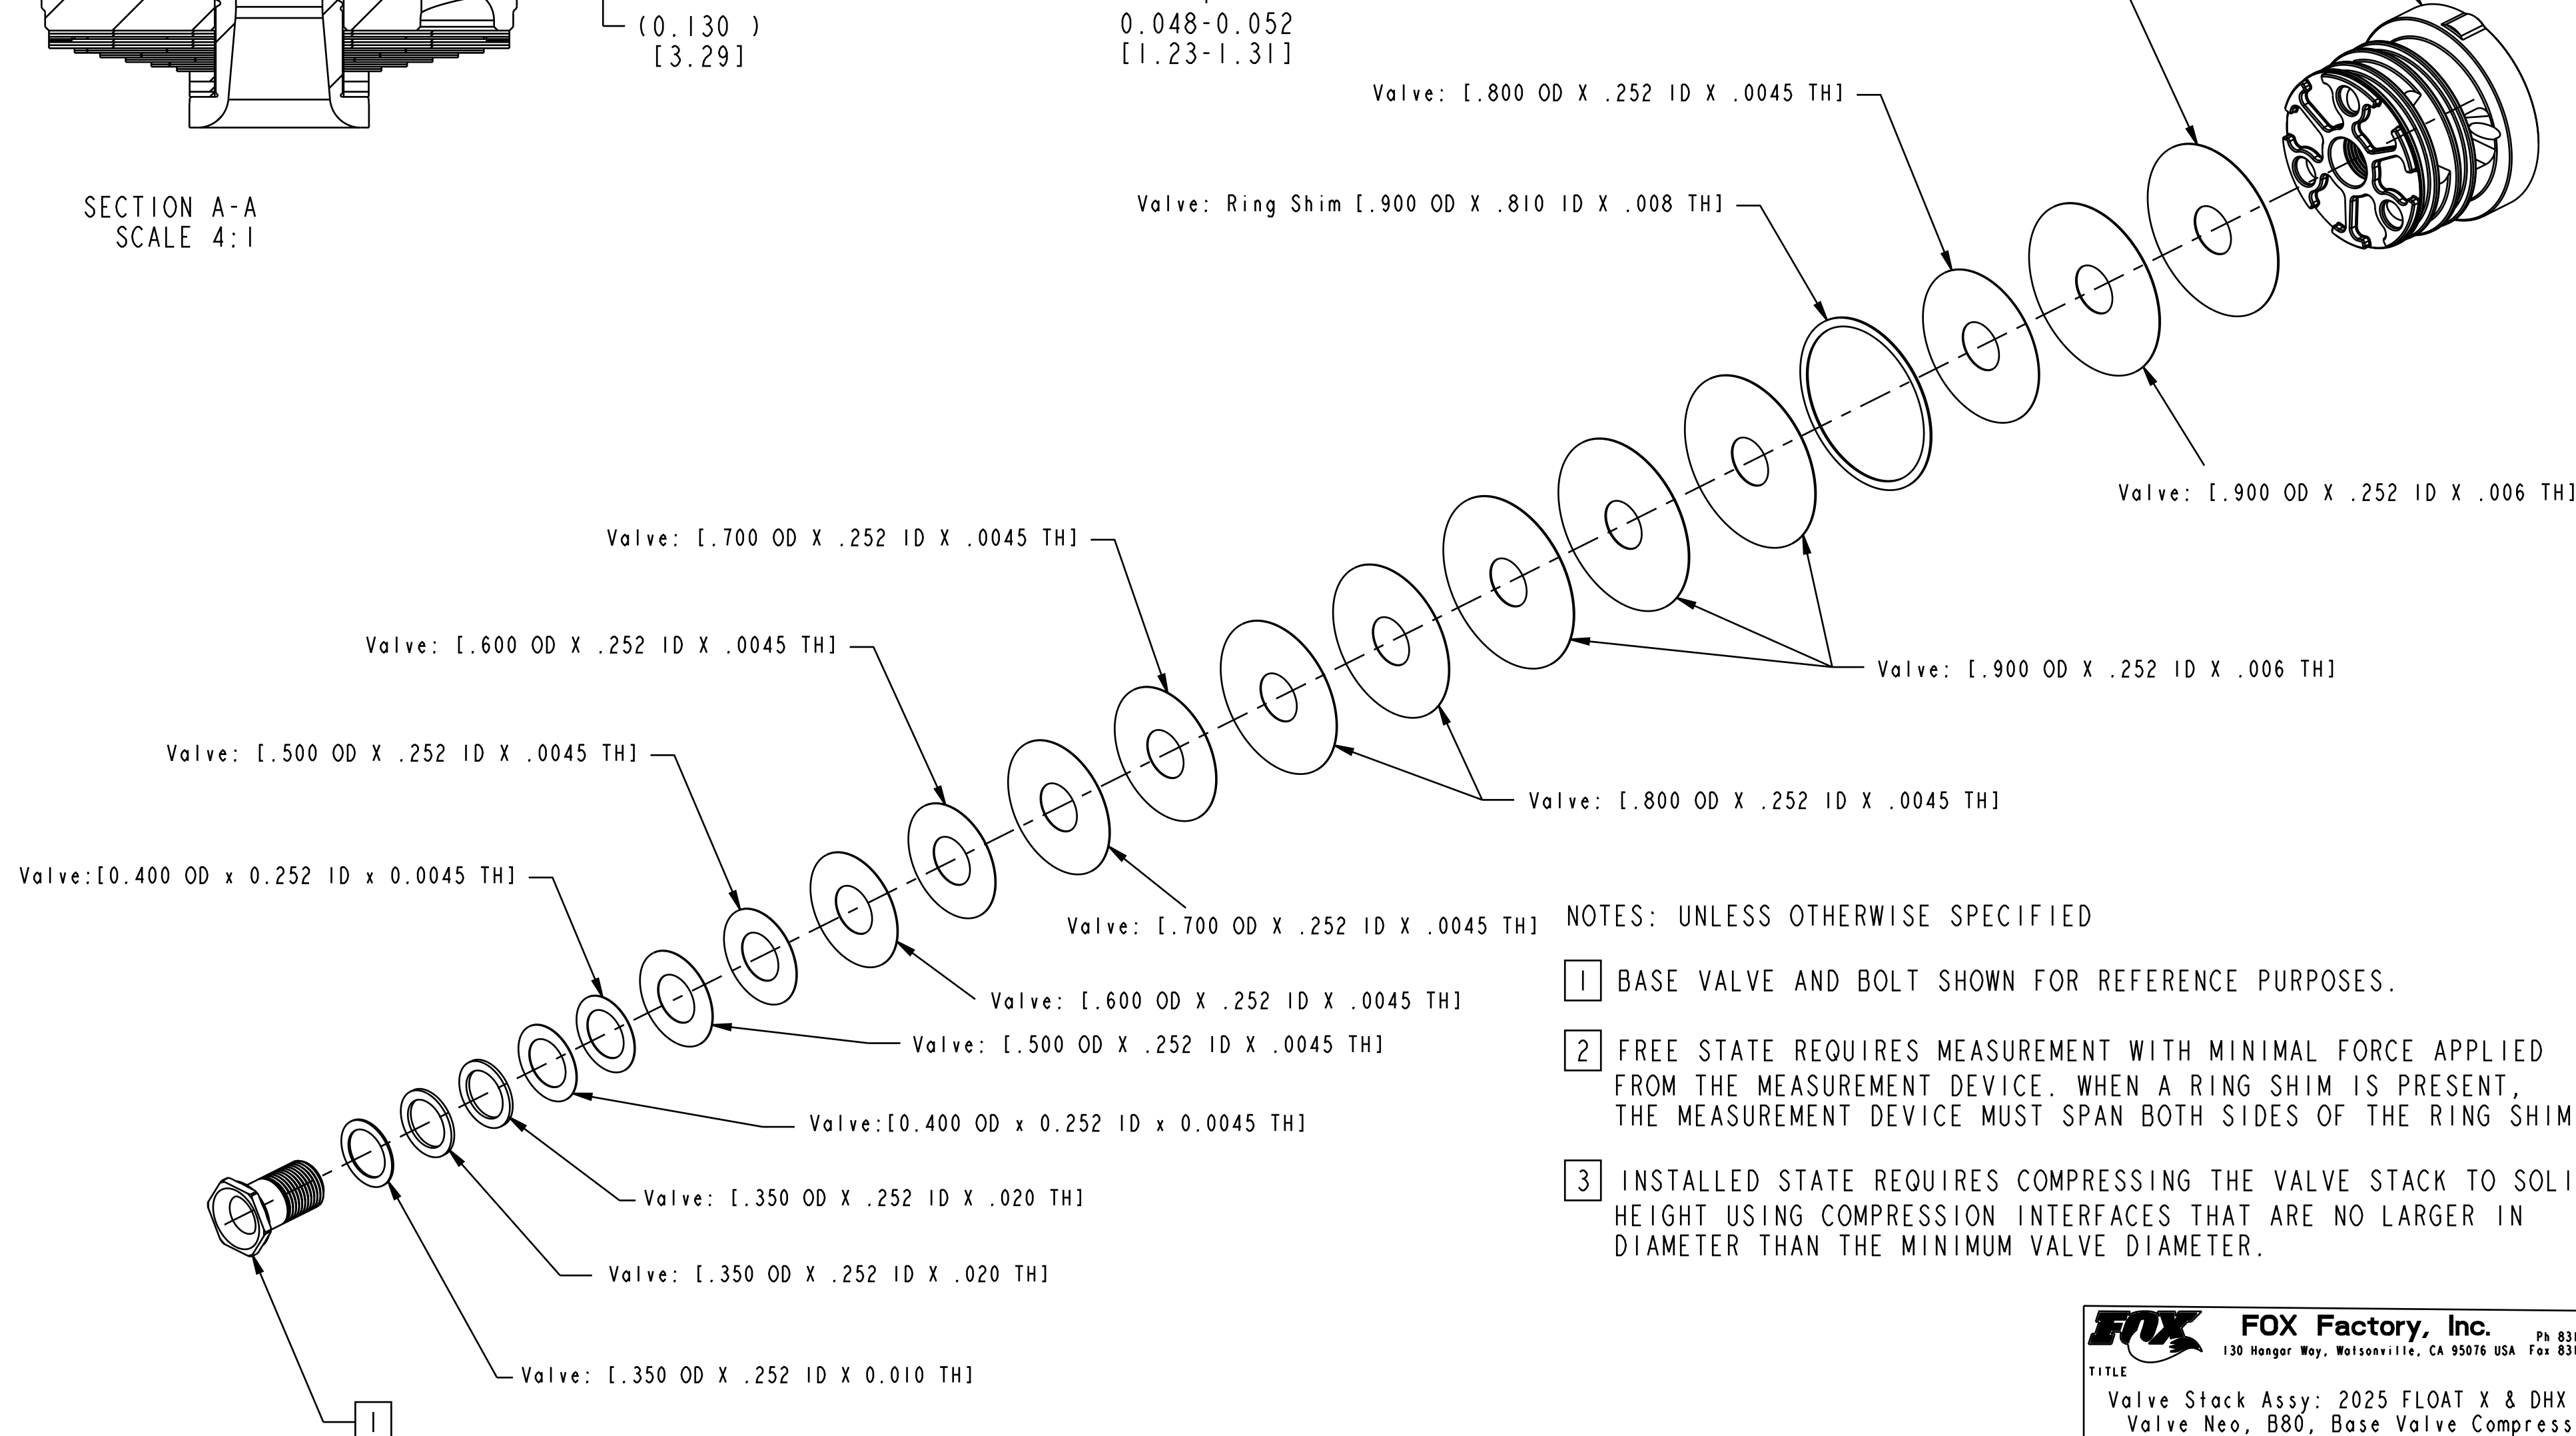 (0.130 )
[3.29]
0.048-0.052
[1.23-1.31]
SECTION A-A
SCALE 4:1
Valve: [.800 OD X .252 ID X .0045 TH]
Valve: Ring Shim [.900 OD X .810 ID X .008 TH]
Valve: [.900 OD X .252 ID X .006 TH]
Valve: [.700 OD X .252 ID X .0045 TH]
Valve: [.600 OD X .252 ID X .0045 TH]
Valve: [.900 OD X .252 ID X .006 TH]
Valve: [.500 OD X .252 ID X .0045 TH]
Valve: [.800 OD X .252 ID X .0045 TH]
Valve:[0.400 OD x 0.252 ID x 0.0045 TH]
Valve: [.700 OD X .252 ID X .0045 TH]
Valve: [.600 OD X .252 ID X .0045 TH]
Valve: [.500 OD X .252 ID X .0045 TH]
Valve:[0.400 OD x 0.252 ID x 0.0045 TH]
Valve: [.350 OD X .252 ID X .020 TH]
Valve: [.350 OD X .252 ID X .020 TH]
Valve: [.350 OD X .252 ID X 0.010 TH]
1
NOTES: UNLESS OTHERWISE SPECIFIED
1 BASE VALVE AND BOLT SHOWN FOR REFERENCE PURPOSES.
2 FREE STATE REQUIRES MEASUREMENT WITH MINIMAL FORCE APPLIED
FROM THE MEASUREMENT DEVICE. WHEN A RING SHIM IS PRESENT,
THE MEASUREMENT DEVICE MUST SPAN BOTH SIDES OF THE RING SHIM
3 INSTALLED STATE REQUIRES COMPRESSING THE VALVE STACK TO SOLI
HEIGHT USING COMPRESSION INTERFACES THAT ARE NO LARGER IN
DIAMETER THAN THE MINIMUM VALVE DIAMETER.
FOX FOX Factory, Inc. Ph 83
130 Hangar Way, Watsonville, CA 95076 USA Fax 83
TITLE
Valve Stack Assy: 2025 FLOAT X & DHX
Valve Neo, B80, Base Valve Compress